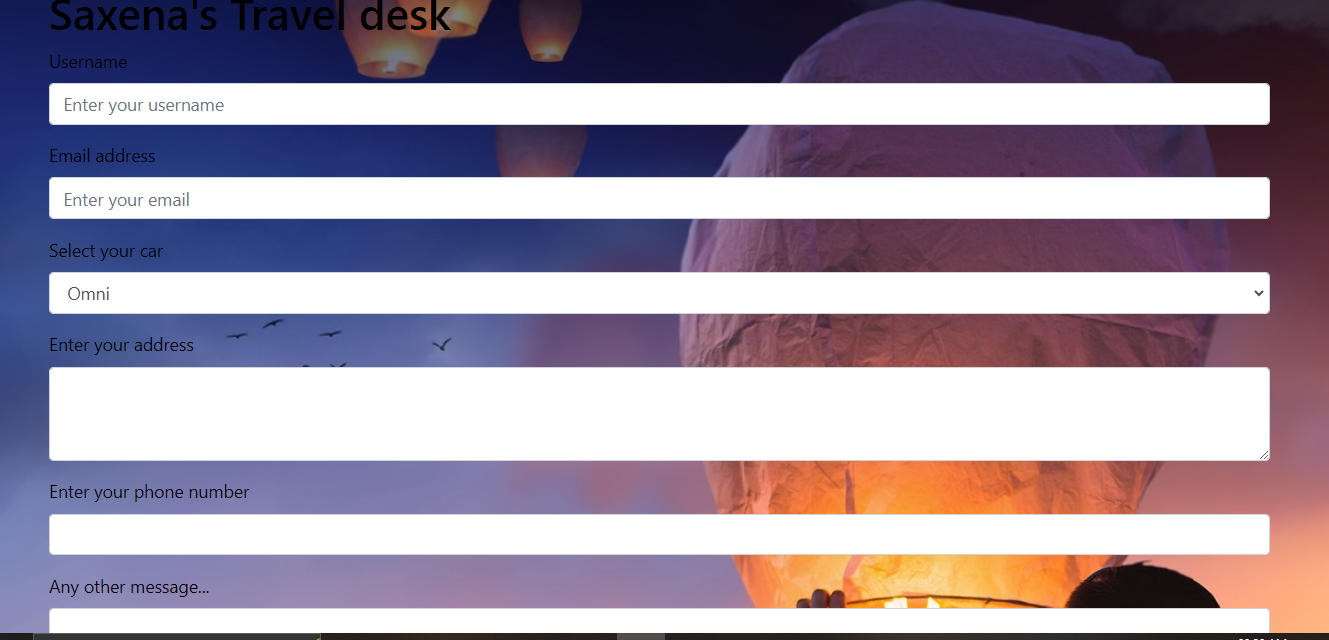 Saxena's Travel desk
Username
Enter your username
Email address
Enter your email
Select your car
Omni
Enter your address
Enter your phone number
Any other message...